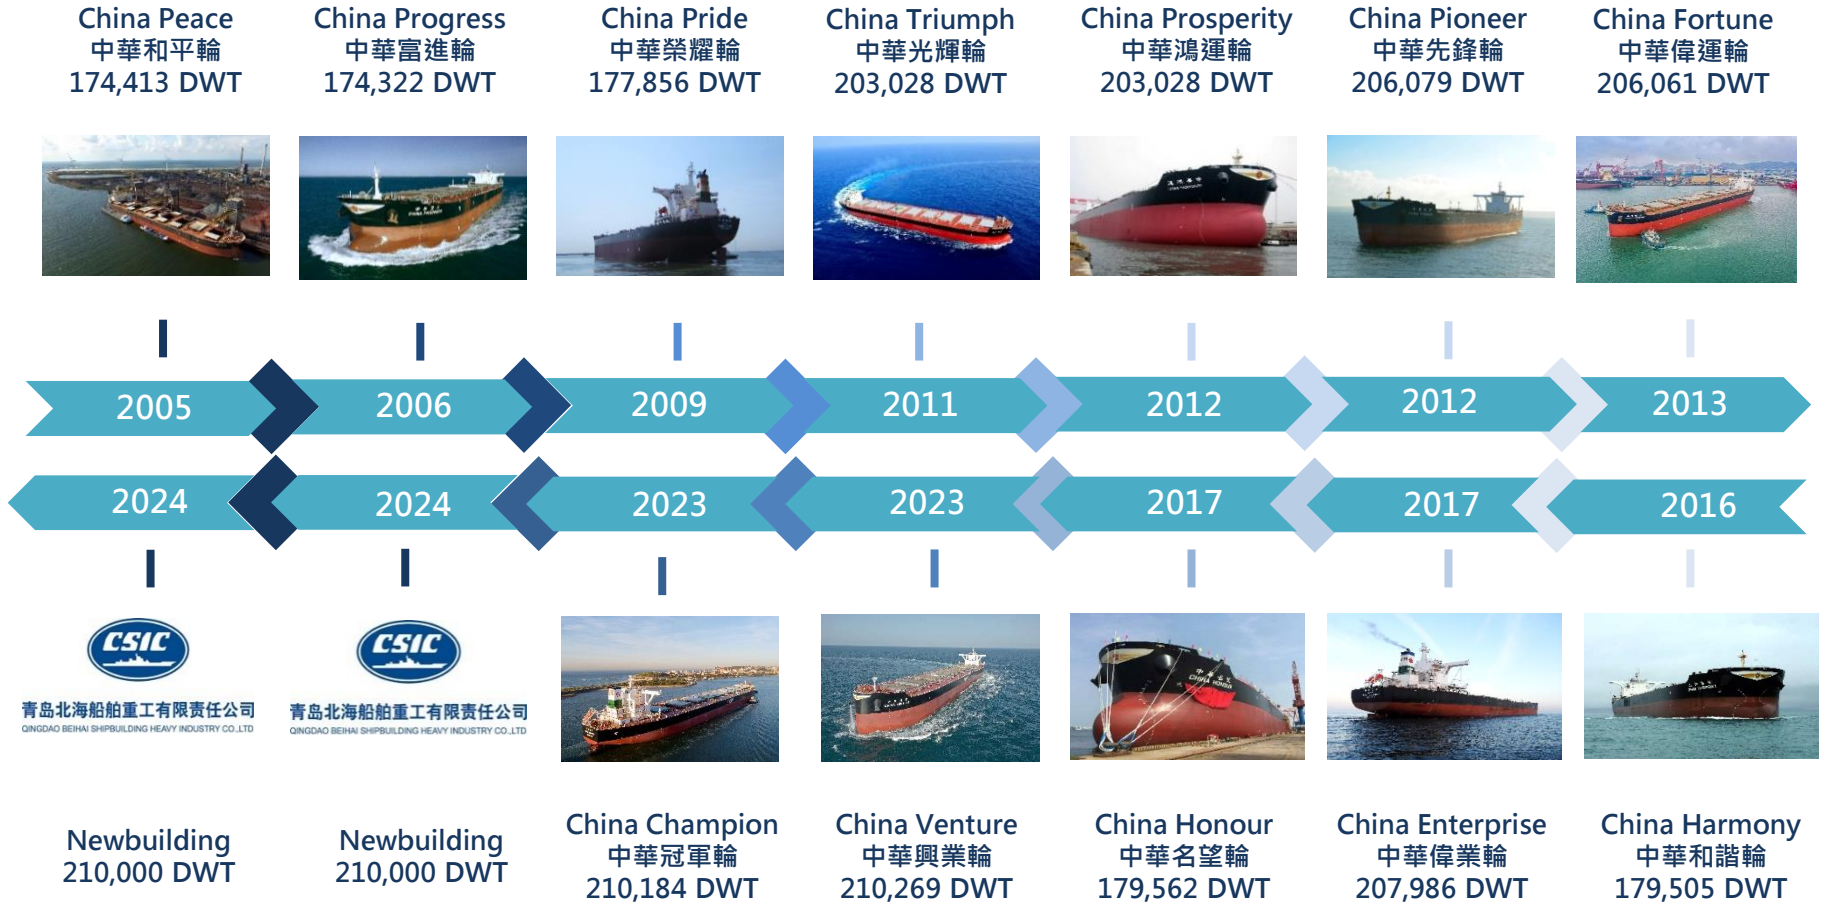 China Peace
中華和平輪
174,413 DWT
China Progress
中華富進輪
174,322 DWT
China Pride
中華榮耀輪
177,856 DWT
China Triumph
中華光輝輪
203,028 DWT
China Prosperity
中華鴻運輪
203,028 DWT
China Pioneer
中華先鋒輪
206,079 DWT
China Fortune
中華偉運輪
206,061 DWT
2005
2006
2009
2011
2012
2012
2013
2024
2024
2023
2023
2017
2017
2016
CSIC
青岛北海船舶重工有限责任公司
QINGDAO BEIHAI SHIPBUILDING HEAVY INDUSTRY CO.,LTD
CSIC
青岛北海船舶重工有限责任公司
QINGDAO BEIHAI SHIPBUILDING HEAVY INDUSTRY CO.,LTD
CHINA HONOUR
Newbuilding
210,000 DWT
Newbuilding
210,000 DWT
China Champion
中華冠軍輪
210,184 DWT
China Venture
中華興業輪
210,269 DWT
China Honour
中華名望輪
179,562 DWT
China Enterprise
中華偉業輪
207,986 DWT
China Harmony
中華和諧輪
179,505 DWT